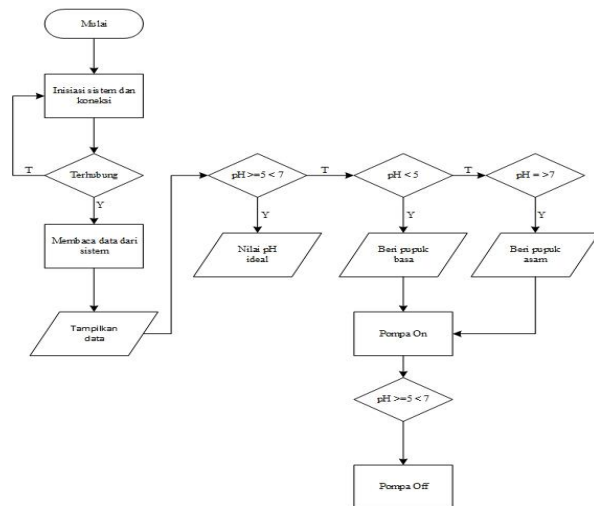 Mulai
Inisiasi sistem dan
koneksi
T
Terhubung
Y
Membaca data dari
sistem
Tampilkan
data
pH >=5 < 7
T
Y
Nilai pH
ideal
pH < 5
T
Y
Beri pupuk
basa
pH = >7
Y
Beri pupuk
asam
Pompa On
pH >=5 < 7
Pompa Off